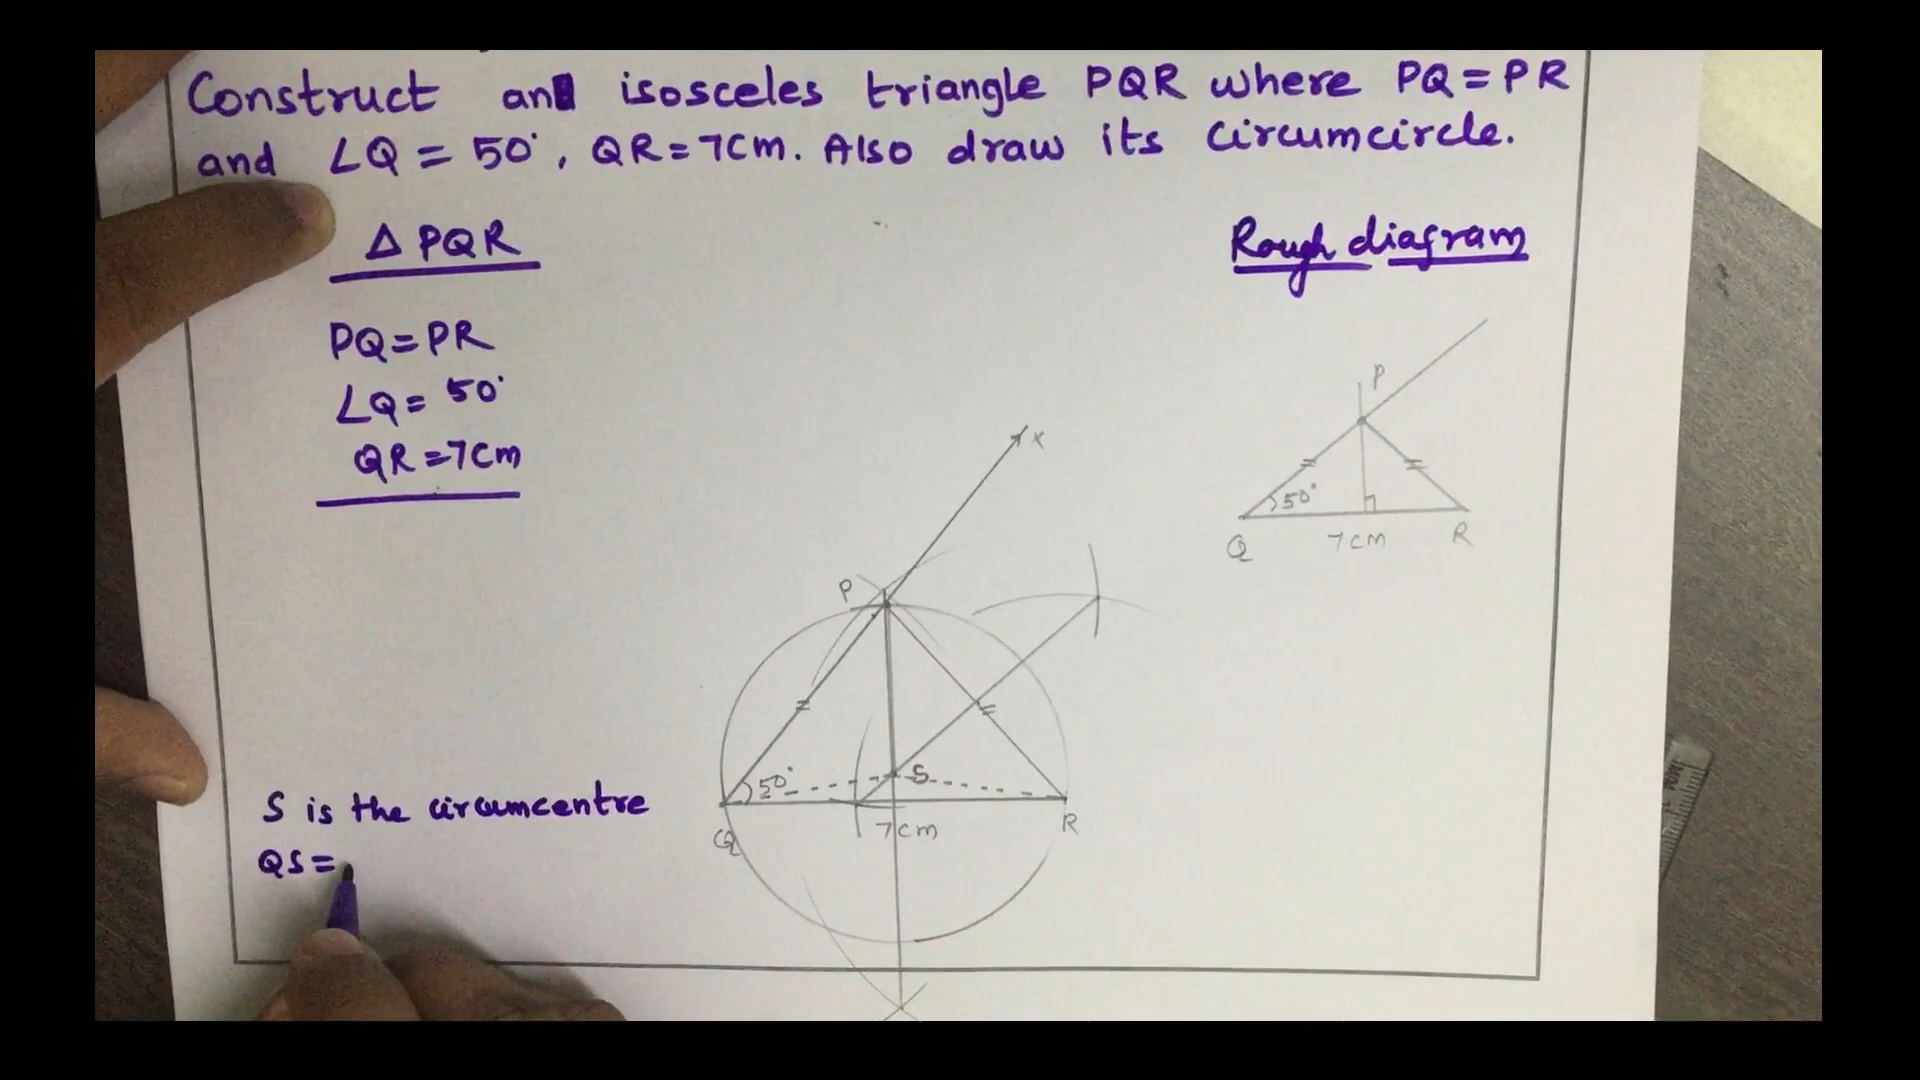 Construct an isosceles triangle PQR where PQ = PR
and ∠Q = 50°, QR = 7cm. Also draw its circumcircle.
Δ PQR
Rough diagram
PQ = PR
∠Q = 50°
QR = 7cm
P
50°
Q
7cm
R
X
P
50°
S
Q
7cm
R
S is the circumcentre
QS =